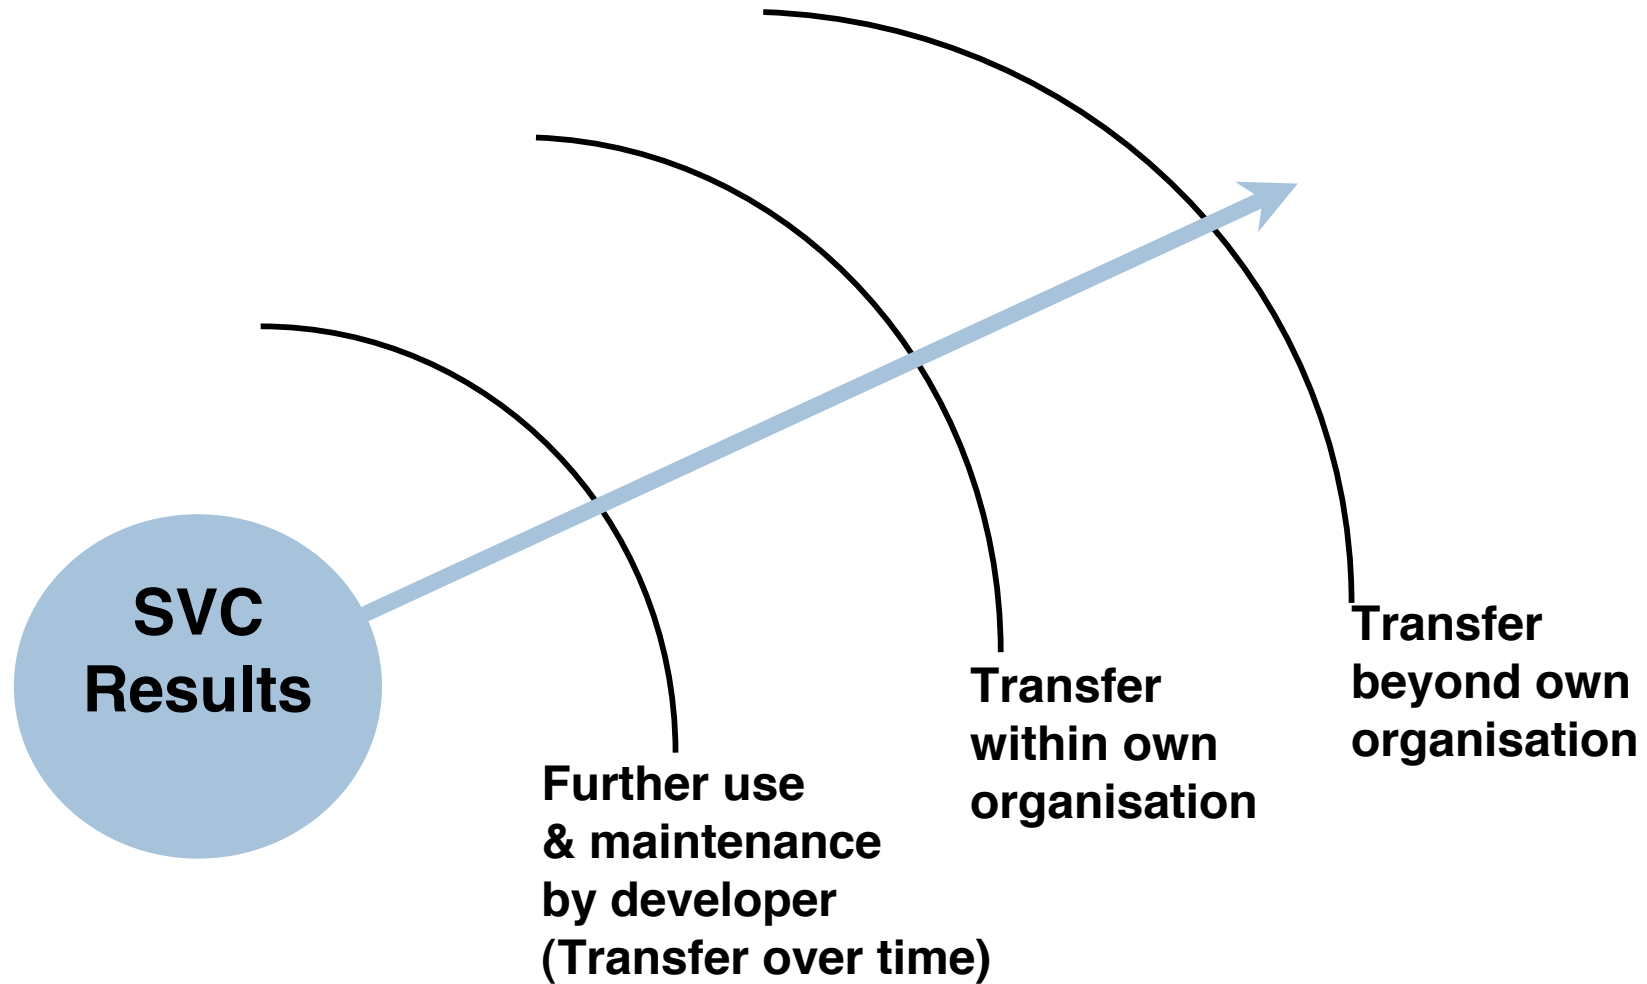 SVC
Results
Further use
& maintenance
by developer
(Transfer over time)
Transfer
within own
organisation
Transfer
beyond own
organisation